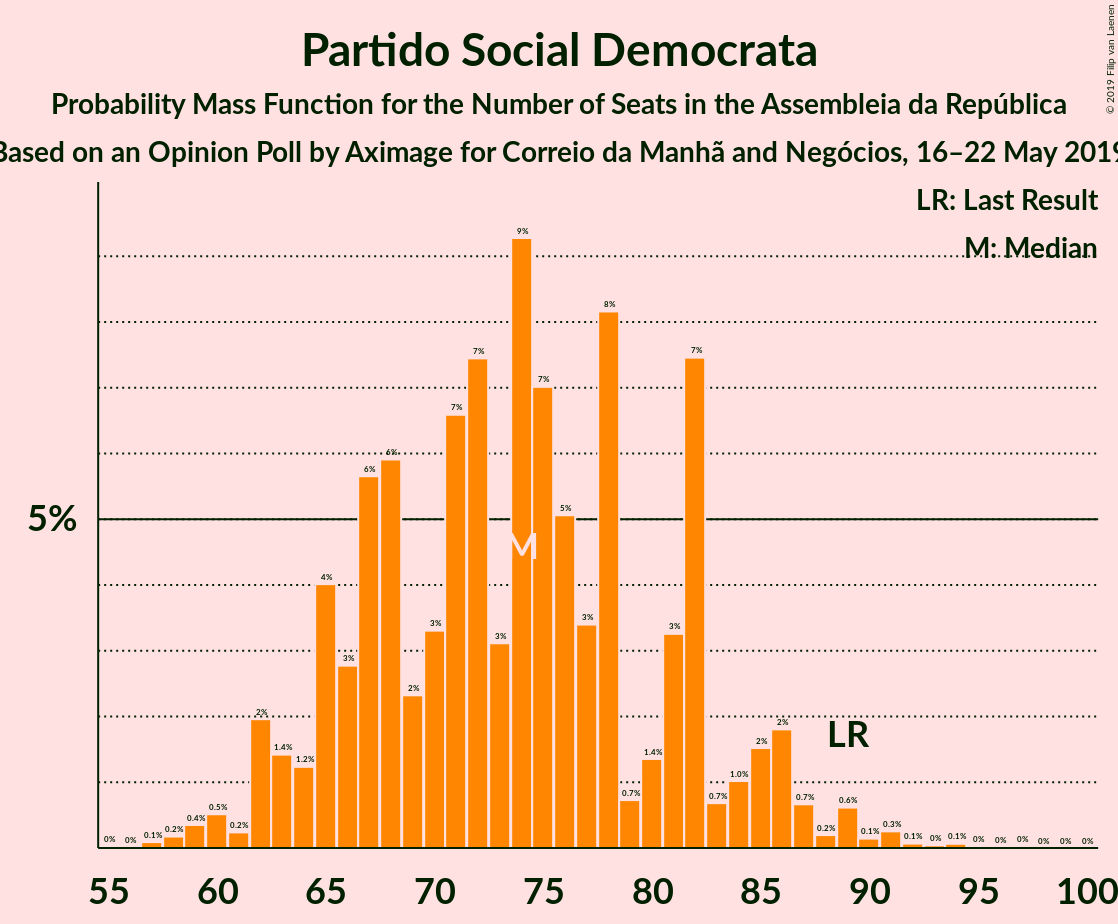 Partido Social Democrata
Probability Mass Function for the Number of Seats in the Assembleia da República
Based on an Opinion Poll by Aximage for Correio da Manhã and Negócios, 16–22 May 2019
© 2019 Filip van Laenen
LR: Last Result
M: Median
5%
0% 0% 0.1% 0.2% 0.4% 0.5% 0.2% 2% 1.4% 1.2% 4% 3% 6% 6% 2% 3% 7% 7% 3% 9% 7% 5% 3% 8% 0.7% 1.4% 3% 7% 0.7% 1.0% 2% 2% 0.7% 0.2% 0.6% 0.1% 0.3% 0.1% 0% 0.1% 0% 0% 0% 0% 0% 0%
M
LR
55 60 65 70 75 80 85 90 95 100